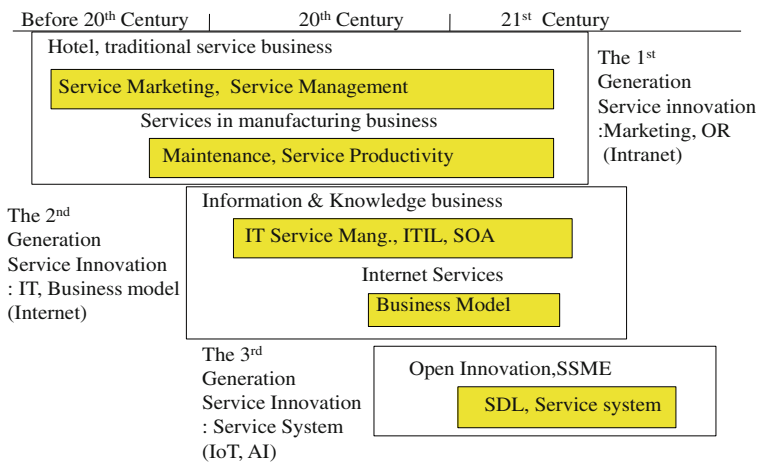 Before 20th Century 20th Century 21st Century
Hotel, traditional service business
Service Marketing, Service Management
Services in manufacturing business
Maintenance, Service Productivity
The 1st
Generation
Service innovation
:Marketing, OR
(Intranet)
The 2nd
Generation
Service Innovation
: IT, Business model
(Internet)
Information & Knowledge business
IT Service Mang., ITIL, SOA
Internet Services
Business Model
The 3rd
Generation
Service Innovation
: Service System
(IoT, AI)
Open Innovation,SSME
SDL, Service system